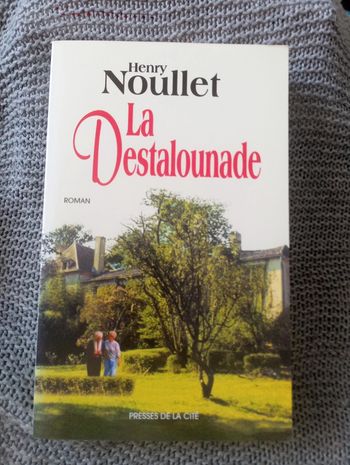 Henry
Noullet
La
Destalounade
ROMAN
PRESSES DE LA CITÉ